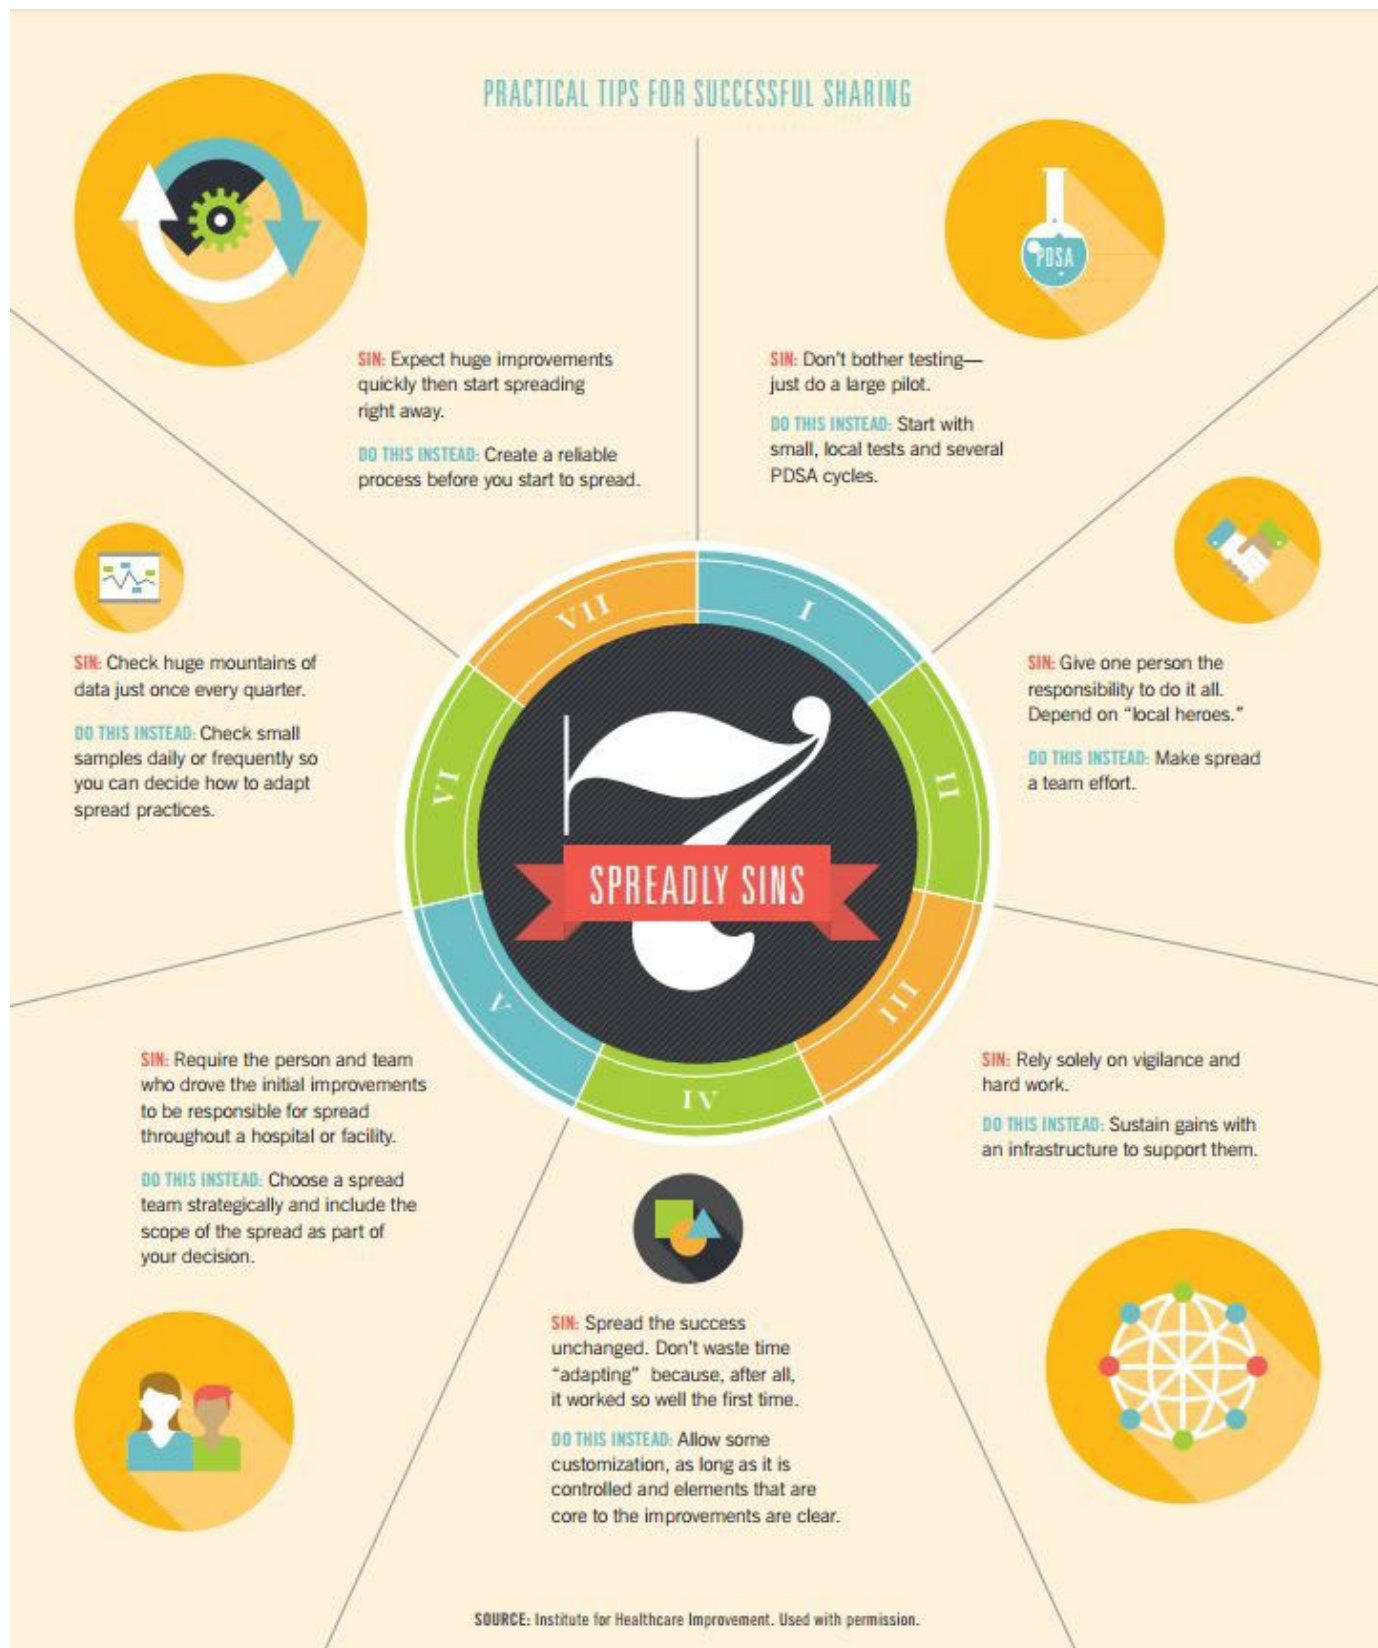 PRACTICAL TIPS FOR SUCCESSFUL SHARING
PDSA
SIN: Don't bother testing—
just do a large pilot.
DO THIS INSTEAD: Start with
small, local tests and several
PDSA cycles.
SIN: Give one person the
responsibility to do it all.
Depend on “local heroes.”
DO THIS INSTEAD: Make spread
a team effort.
SIN: Rely solely on vigilance and
hard work.
DO THIS INSTEAD: Sustain gains with
an infrastructure to support them.
SIN: Spread the success
unchanged. Don't waste time
“adapting” because, after all,
it worked so well the first time.
DO THIS INSTEAD: Allow some
customization, as long as it is
controlled and elements that are
core to the improvements are clear.
SIN: Require the person and team
who drove the initial improvements
to be responsible for spread
throughout a hospital or facility.
DO THIS INSTEAD: Choose a spread
team strategically and include the
scope of the spread as part of
your decision.
SIN: Check huge mountains of
data just once every quarter.
DO THIS INSTEAD: Check small
samples daily or frequently so
you can decide how to adapt
spread practices.
SIN: Expect huge improvements
quickly then start spreading
right away.
DO THIS INSTEAD: Create a reliable
process before you start to spread.
I
II
III
IV
V
VI
VII
7
SPREADLY SINS
SOURCE: Institute for Healthcare Improvement. Used with permission.